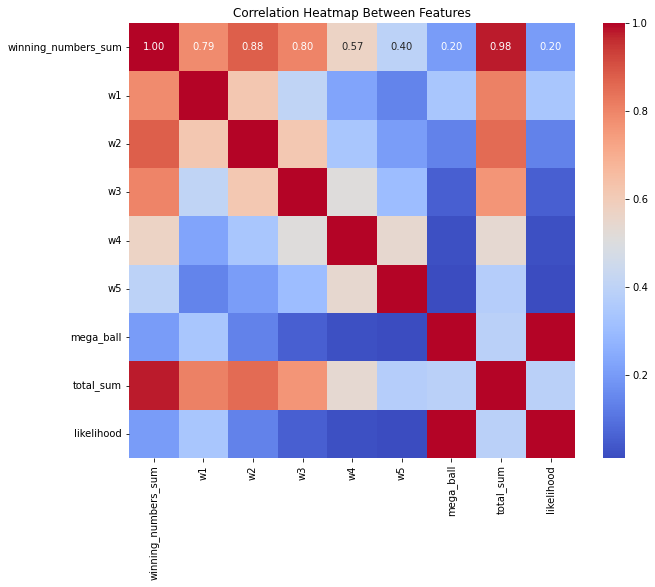 Correlation Heatmap Between Features
winning_numbers_sum
1.00 0.79 0.88 0.80 0.57 0.40 0.20 0.98 0.20
w1
w2
w3
w4
w5
mega_ball
total_sum
likelihood
winning_numbers_sum
w1
w2
w3
w4
w5
mega_ball
total_sum
likelihood
1.0
0.8
0.6
0.4
0.2